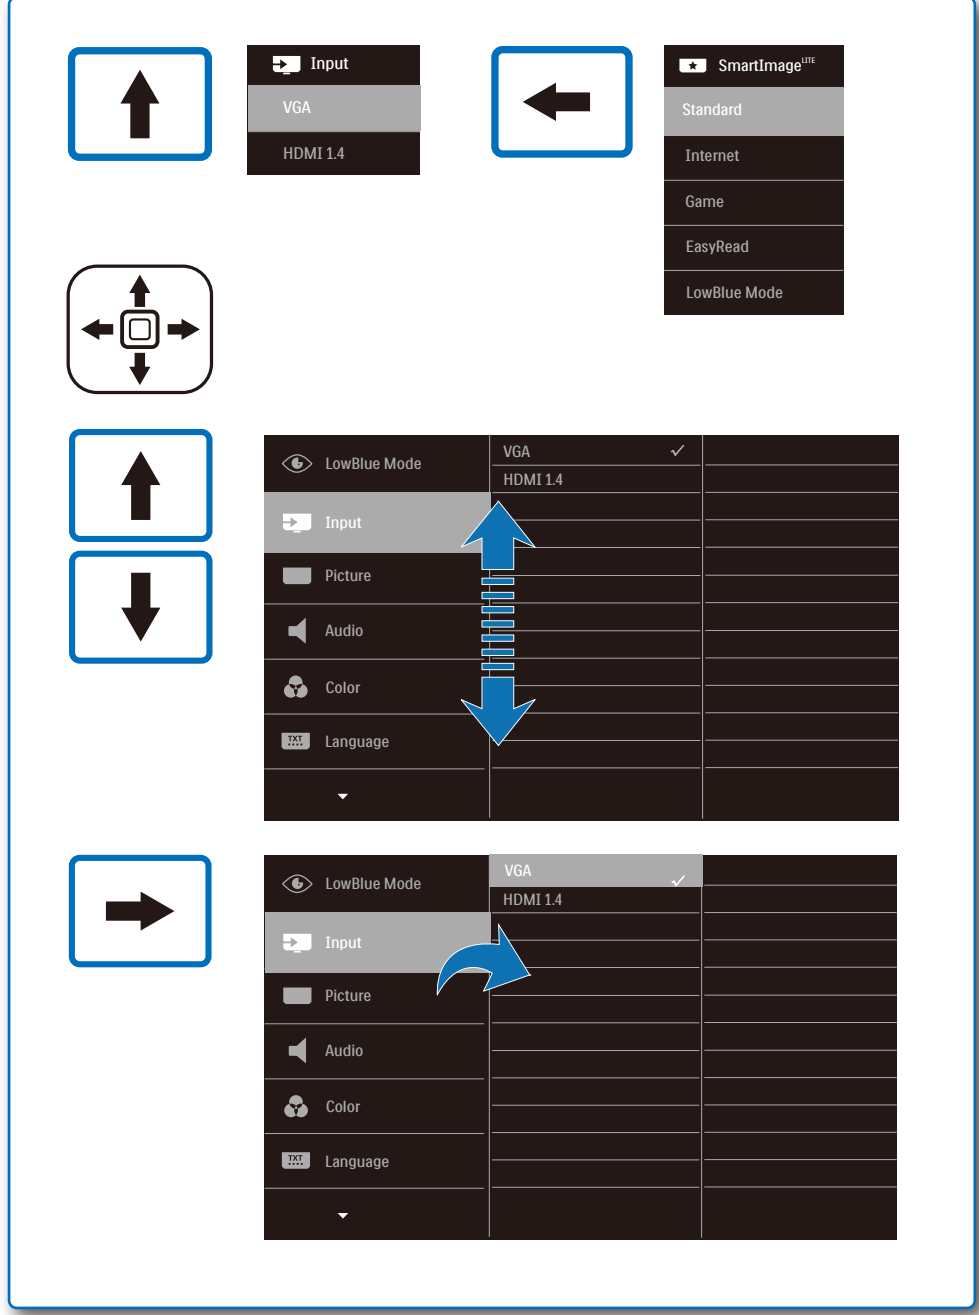 Input
VGA
HDMI 1.4
SmartImageLITE
Standard
Internet
Game
EasyRead
LowBlue Mode
LowBlue Mode
Input
Picture
Audio
Color
TXT
Language
VGA
HDMI 1.4
LowBlue Mode
Input
Picture
Audio
Color
TXT
Language
VGA
HDMI 1.4